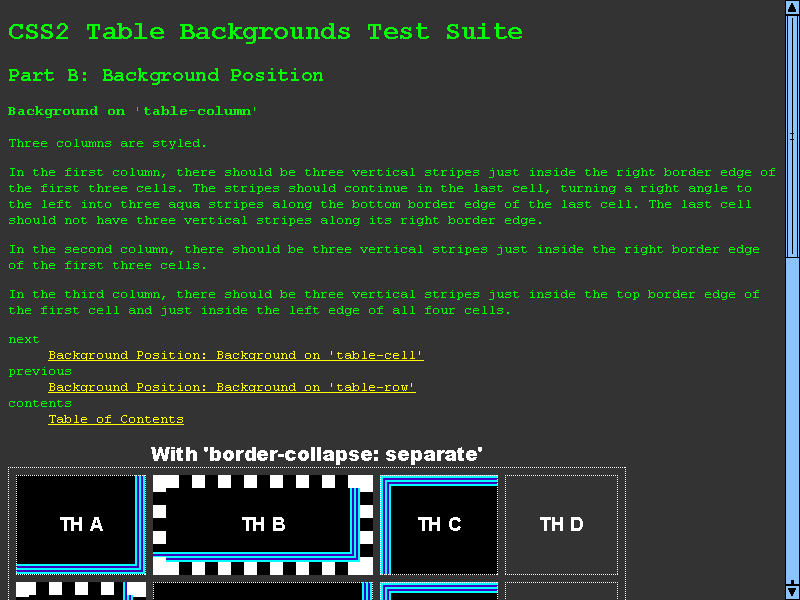 CSS2 Table Backgrounds Test Suite
Part B: Background Position
Background on 'table-column'
Three columns are styled.
In the first column, there should be three vertical stripes just inside the right border edge of
the first three cells. The stripes should continue in the last cell, turning a right angle to
the left into three aqua stripes along the bottom border edge of the last cell. The last cell
should not have three vertical stripes along its right border edge.
In the second column, there should be three vertical stripes just inside the right border edge
of the first three cells.
In the third column, there should be three vertical stripes just inside the top border edge of
the first cell and just inside the left edge of all four cells.
next
Background Position: Background on 'table-cell'
previous
Background Position: Background on 'table-row'
contents
Table of Contents
With 'border-collapse: separate'
TH A TH B TH C TH D